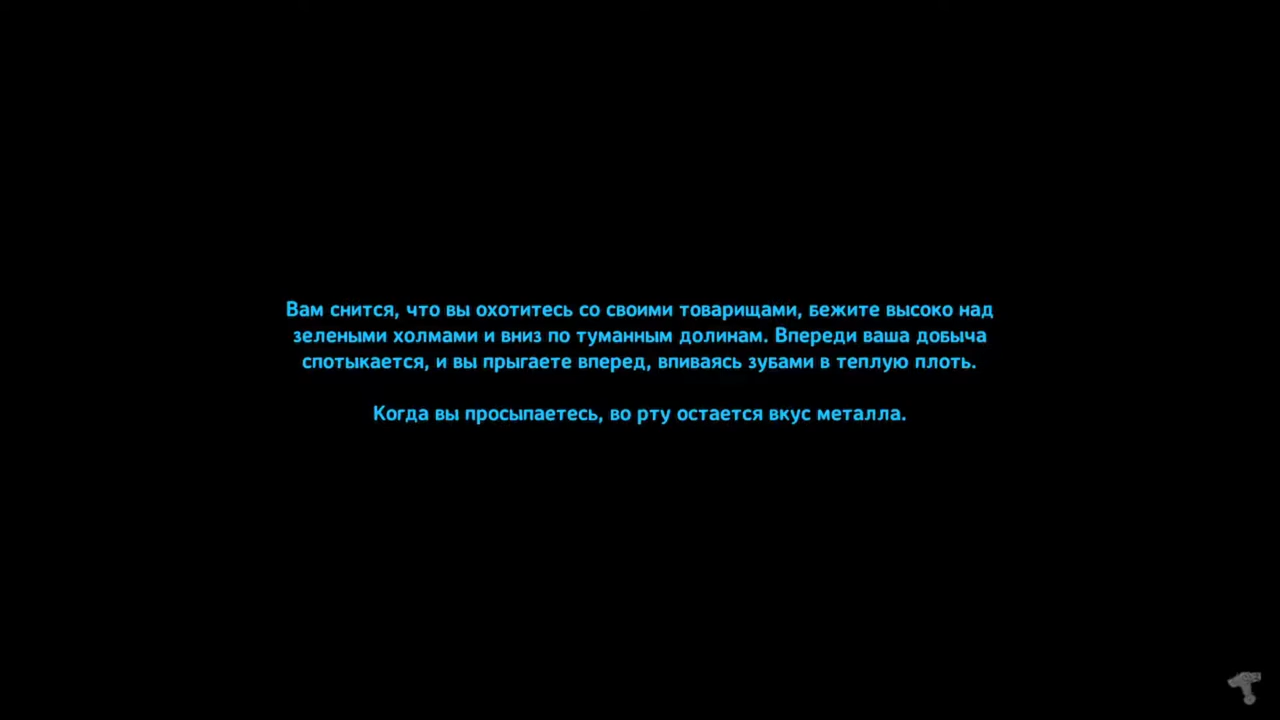 Вам снится, что вы охотитесь со своими товарищами, бежите высоко над
зелеными холмами и вниз по туманным долинам. Впереди ваша добыча
спотыкается, и вы прыгаете вперед, впиваясь зубами в теплую плоть.
Когда вы просыпаетесь, во рту остается вкус металла.